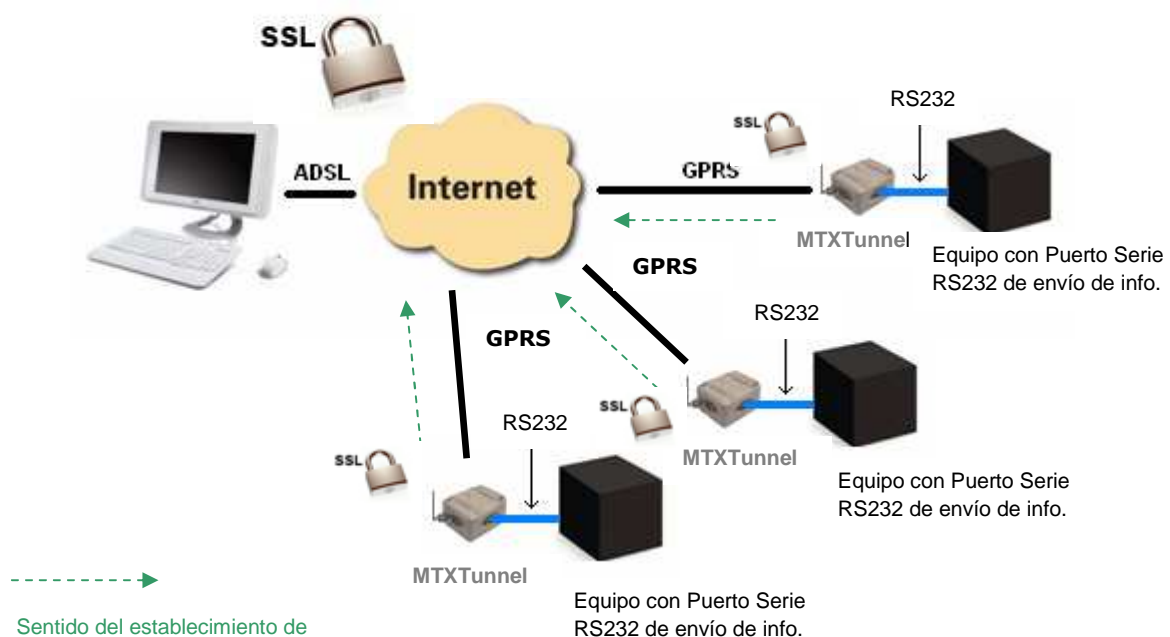 SSL
RS232
SSL
ADSL
GPRS
Internet
MTXTunnel
Equipo con Puerto Serie
RS232 de envío de info.
GPRS
RS232
GPRS
SSL
RS232
MTXTunnel
SSL
Equipo con Puerto Serie
RS232 de envío de info.
MTXTunnel
Equipo con Puerto Serie
RS232 de envío de info.
Sentido del establecimiento de